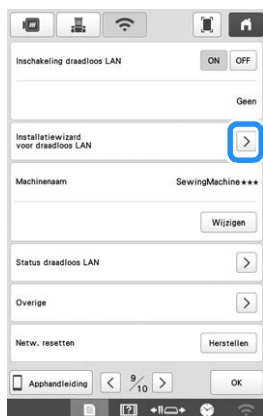 Inschakeling draadloos LAN ON OFF
Geen
Installatiewizard
voor draadloos LAN
Machinenaam SewingMachine★★★
Wijzigen
Status draadloos LAN
Overige
Netw. resetten Herstellen
Apphandleiding < 9/10 > OK